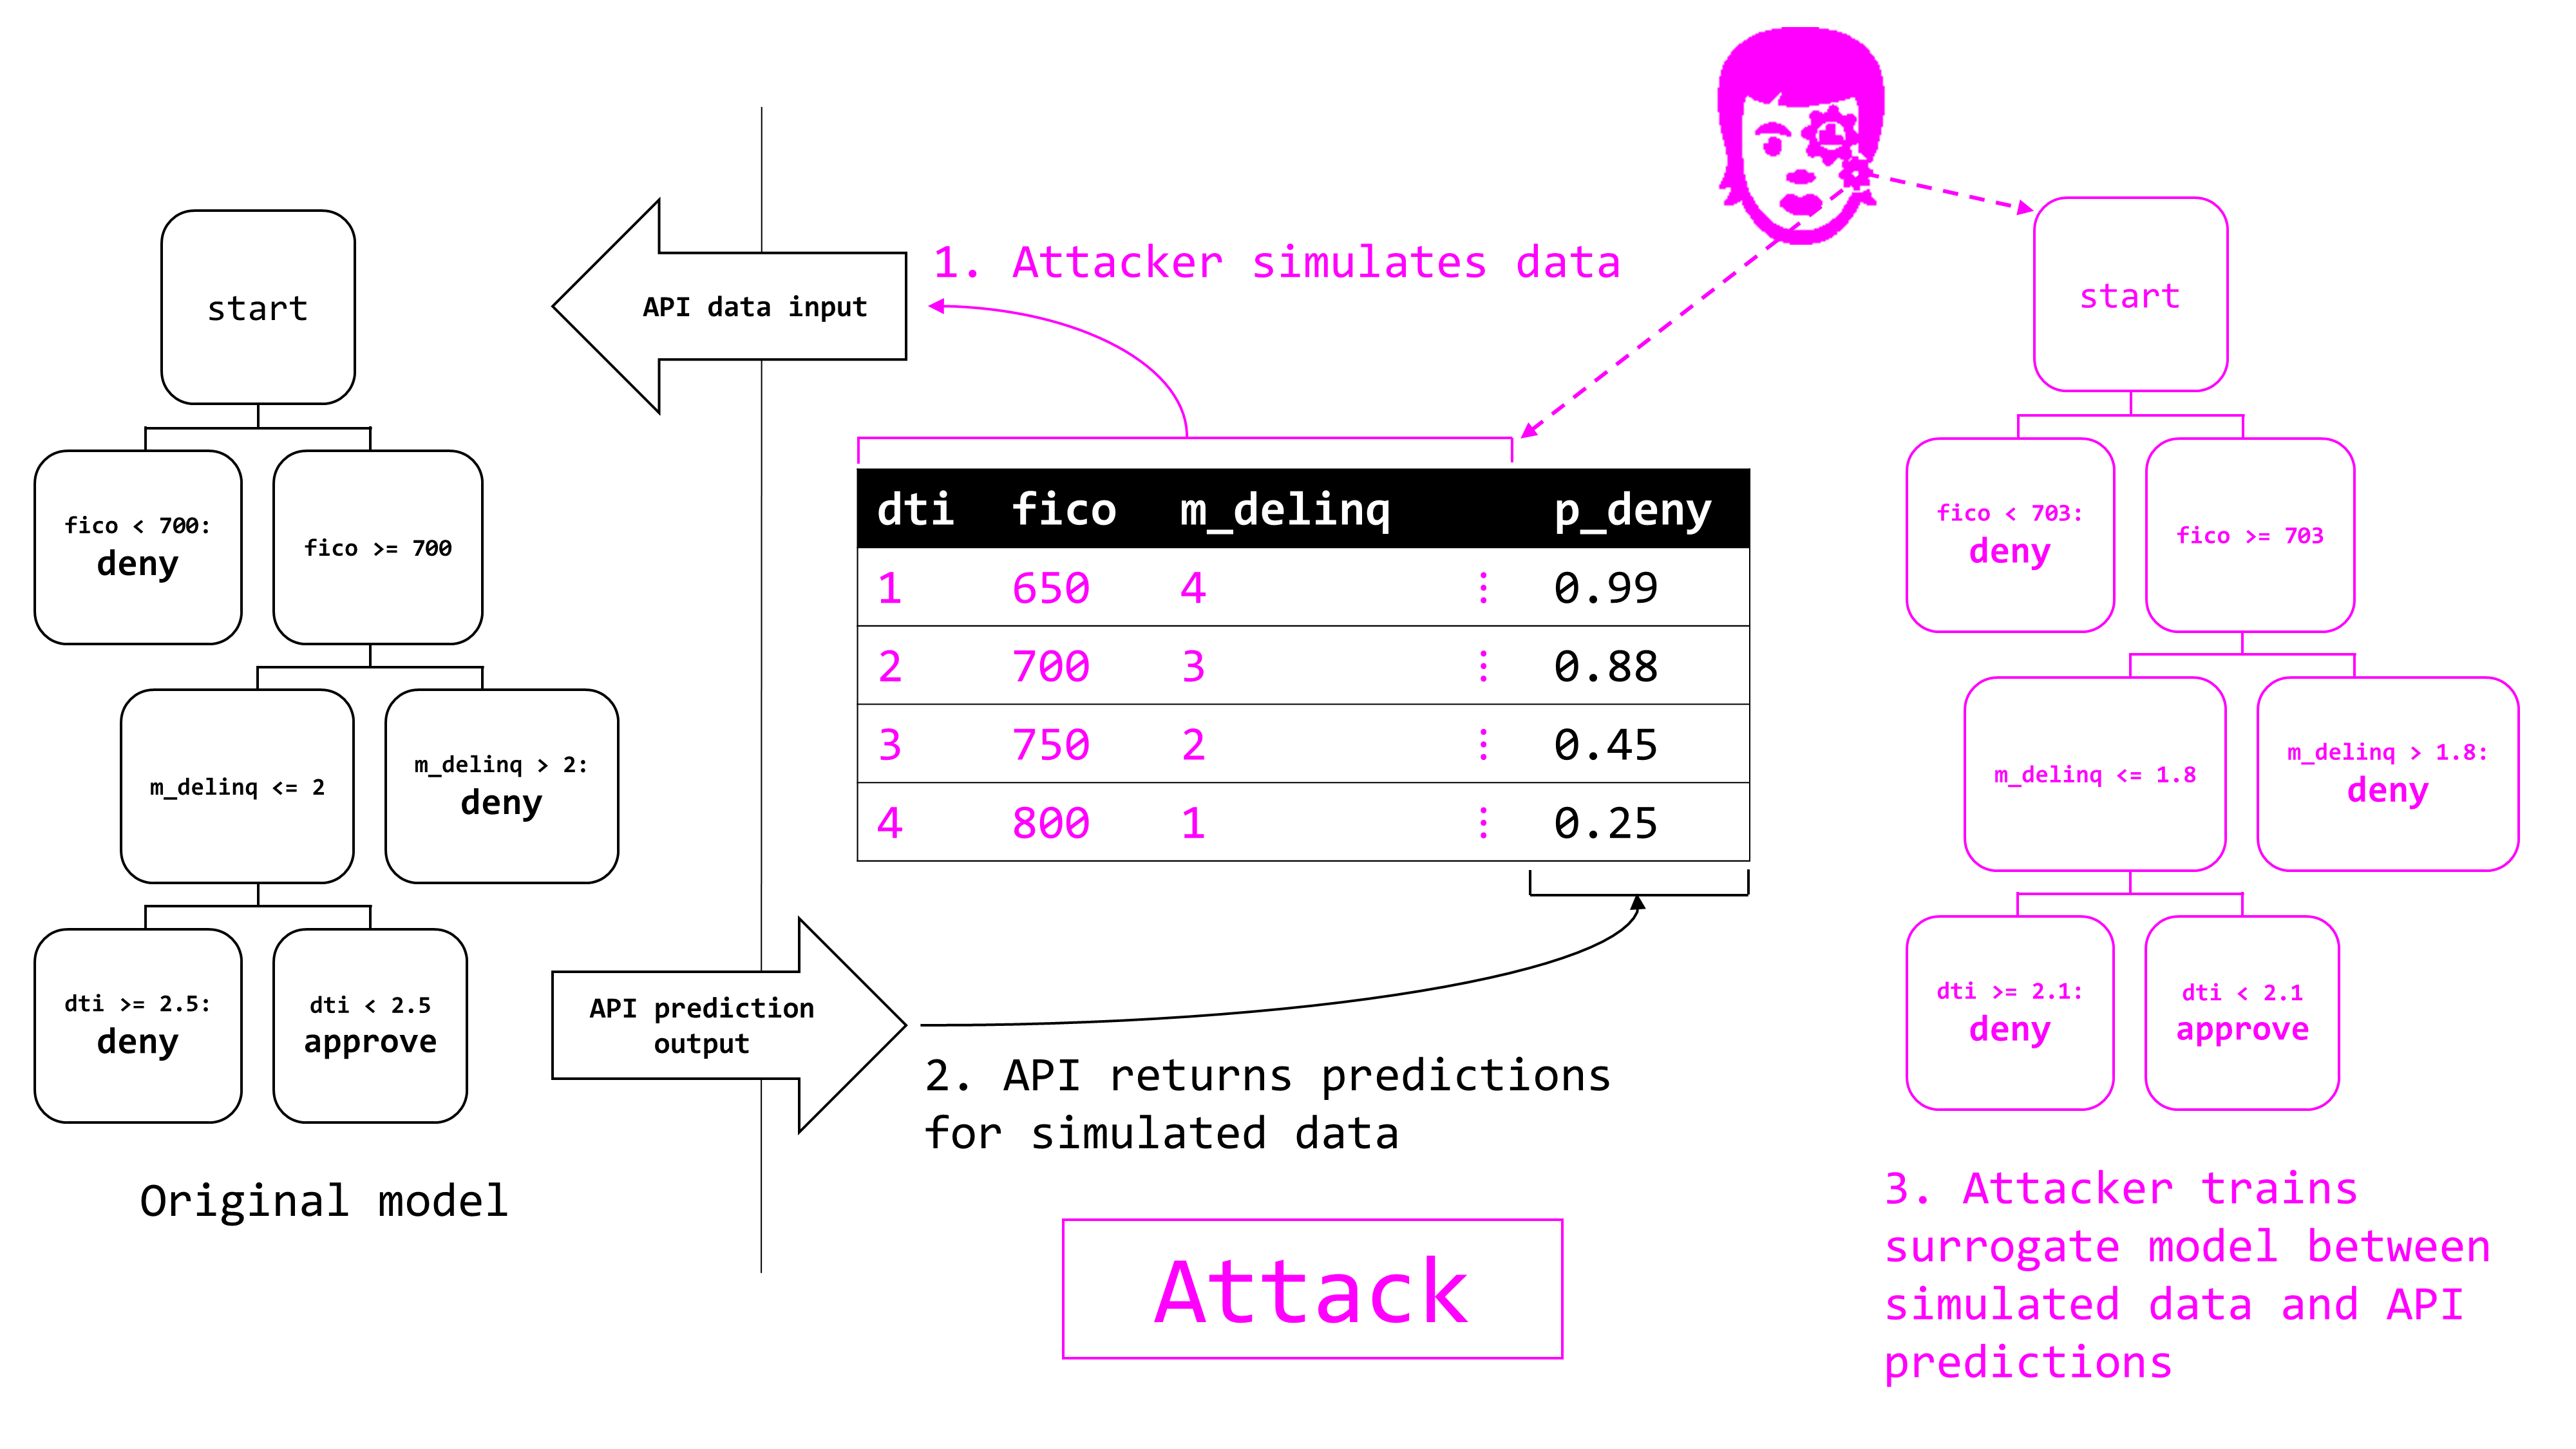 start
fico < 700:
deny
fico >= 700
m_delinq <= 2
m_delinq > 2:
deny
dti >= 2.5:
deny
dti < 2.5
approve
Original model
API data input
1. Attacker simulates data
dti fico m_delinq p_deny
1 650 4 ⋮ 0.99
2 700 3 ⋮ 0.88
3 750 2 ⋮ 0.45
4 800 1 ⋮ 0.25
API prediction
output
2. API returns predictions
for simulated data
Attack
start
fico < 703:
deny
fico >= 703
m_delinq <= 1.8
m_delinq > 1.8:
deny
dti >= 2.1:
deny
dti < 2.1
approve
3. Attacker trains
surrogate model between
simulated data and API
predictions